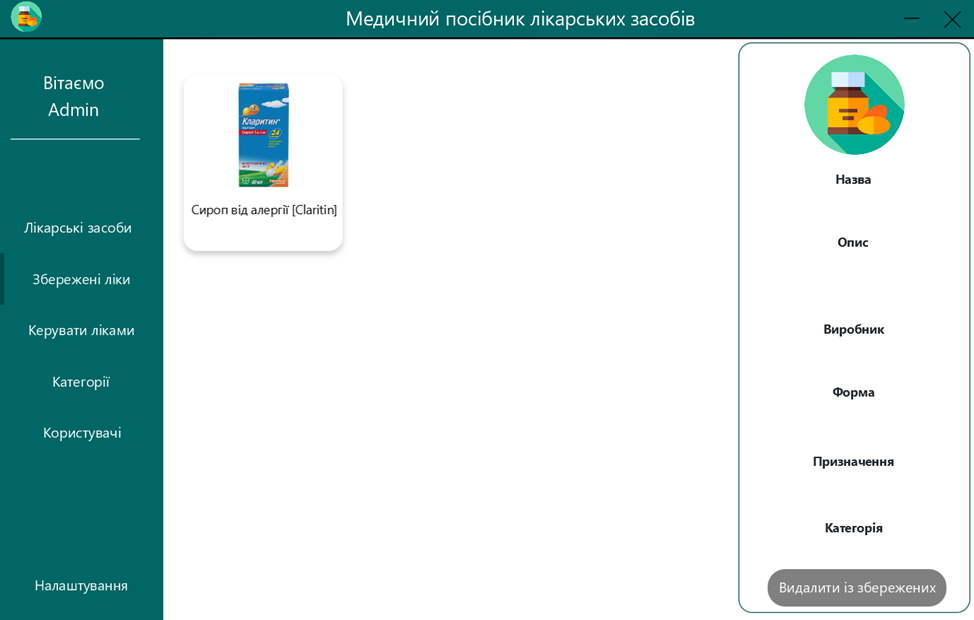 Медичний посібник лікарських засобів
Вітаємо
Admin
Лікарські засоби
Збережені ліки
Керувати ліками
Категорії
Користувачі
Налаштування
Кларитин
24
Сироп від алергії [Claritin]
Назва
Опис
Виробник
Форма
Призначення
Категорія
Видалити із збережених